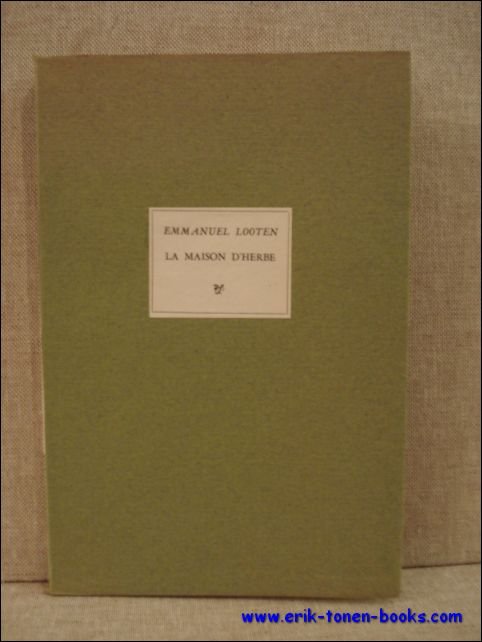 EMMANUEL LOOTEN
LA MAISON D'HERBE
www.erik-tonen-books.com